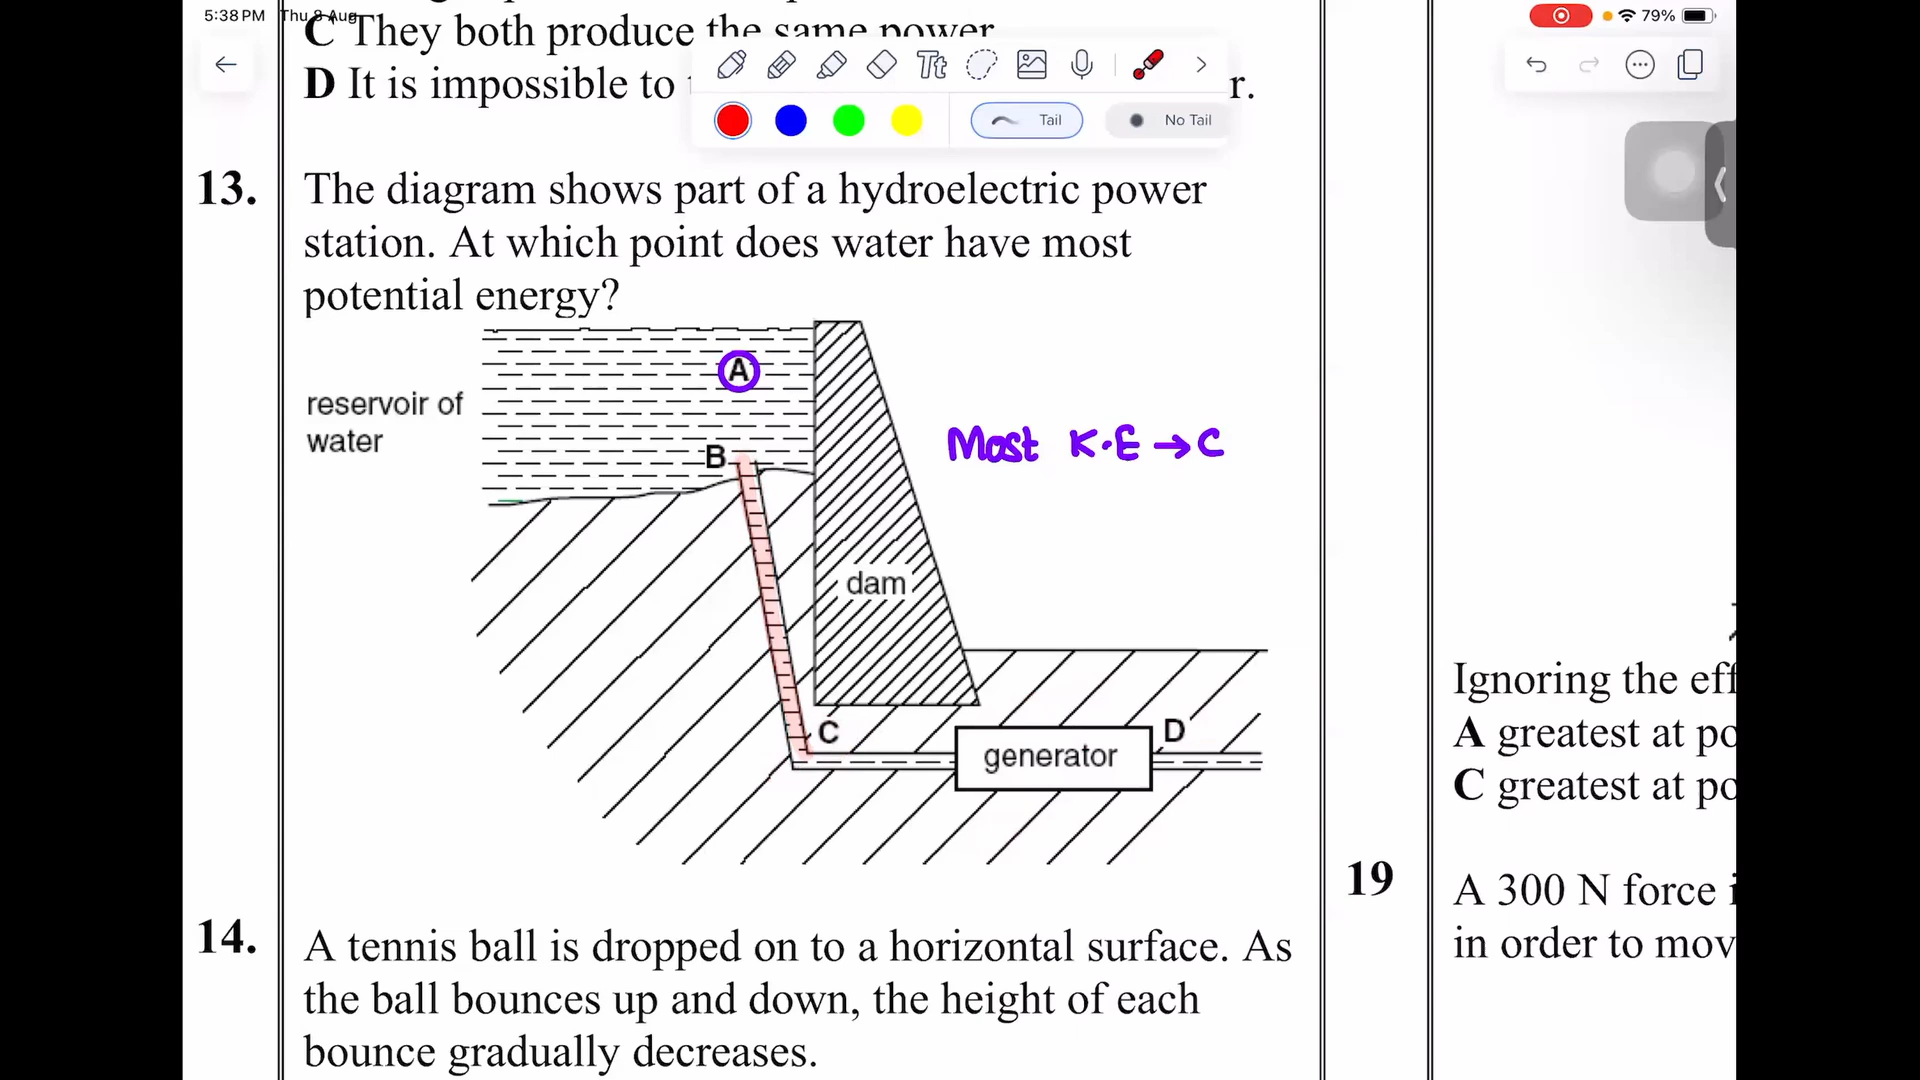 5:38 PM Thu 8 Aug
79%
C They both produce the same power
D It is impossible to
r.
Tt
Tail
No Tail
13. The diagram shows part of a hydroelectric power
station. At which point does water have most
potential energy?
A
reservoir of
water
B
Most K.E → C
dam
C
generator
D
14. A tennis ball is dropped on to a horizontal surface. As
the ball bounces up and down, the height of each
bounce gradually decreases.
Ignoring the eff
A greatest at po
C greatest at po
19 A 300 N force i
in order to mov